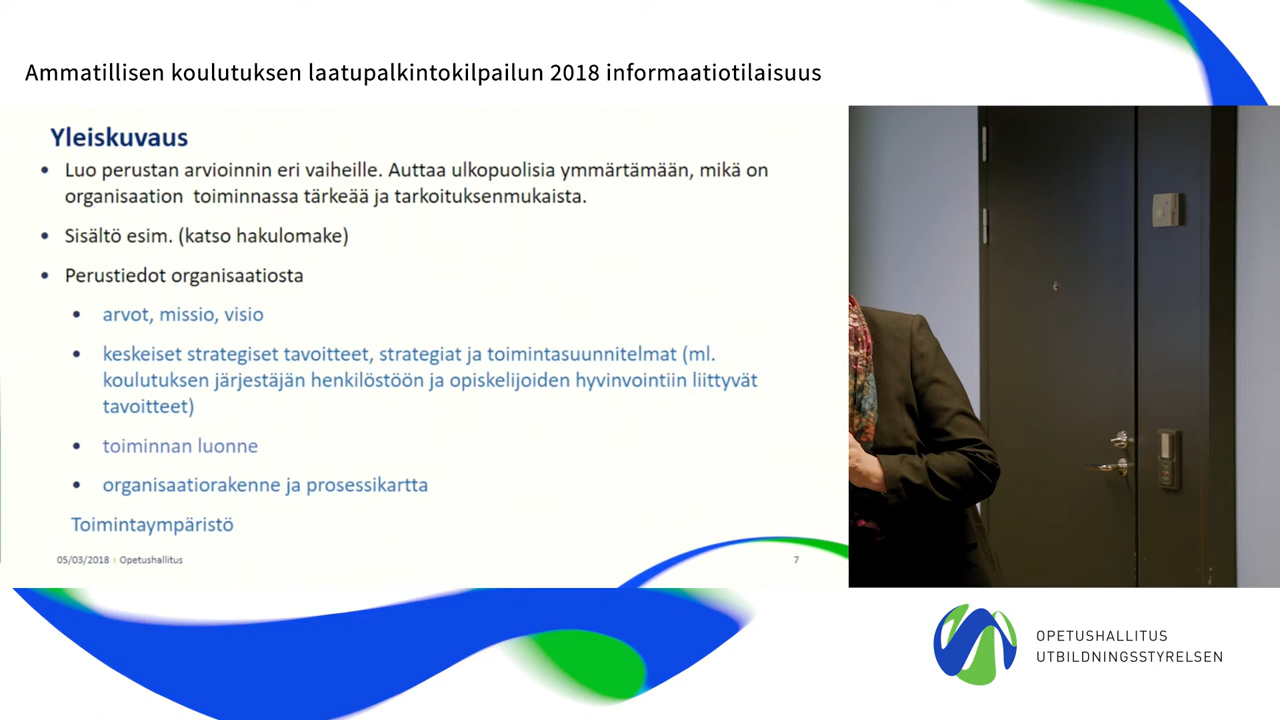 Ammatillisen koulutuksen laatupalkintokilpailun 2018 informaatiotilaisuus
Yleiskuvaus
• Luo perustan arvioinnin eri vaiheille. Auttaa ulkopuolisia ymmärtämään, mikä on
organisaation toiminnassa tärkeää ja tarkoituksenmukaista.
• Sisältö esim. (katso hakulomake)
• Perustiedot organisaatiosta
• arvot, missio, visio
• keskeiset strategiset tavoitteet, strategiat ja toimintasuunnitelmat (ml.
koulutuksen järjestäjän henkilöstöön ja opiskelijoiden hyvinvointiin liittyvät
tavoitteet)
• toiminnan luonne
• organisaatiorakenne ja prosessikartta
Toimintaympäristö
05/03/2018 | Opetushallitus
7
OPETUSHALLITUS
UTBILDNINGSSTYRELSEN